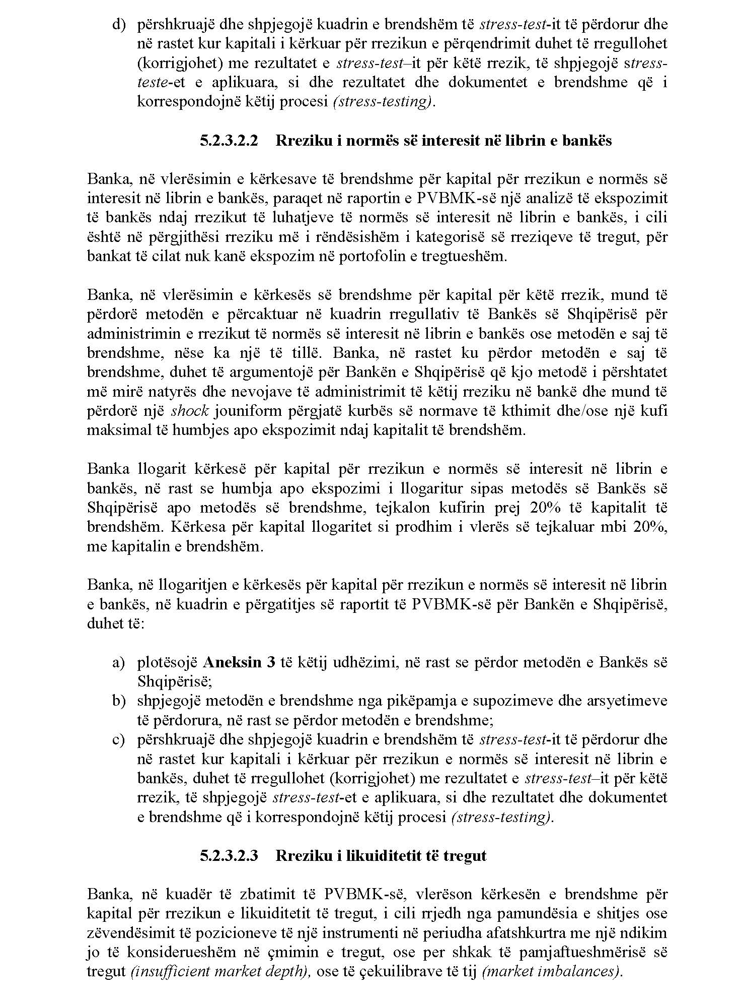 d) përshkruajë dhe shpjegojë kuadrin e brendshëm të stress-test-it të përdorur dhe
në rastet kur kapitali i kërkuar për rrezikun e përqendrimit duhet të rregullohet
(korrigjohet) me rezultatet e stress-test–it për këtë rrezik, të shpjegojë stress-
teste-et e aplikuara, si dhe rezultatet dhe dokumentet e brendshme që i
korrespondojnë këtij procesi (stress-testing).
5.2.3.2.2 Rreziku i normës së interesit në librin e bankës
Banka, në vlerësimin e kërkesave të brendshme për kapital për rrezikun e normës së
interesit në librin e bankës, paraqet në raportin e PVBMK-së një analizë të ekspozimit
të bankës ndaj rrezikut të luhatjeve të normës së interesit në librin e bankës, i cili
është në përgjithësi rreziku më i rëndësishëm i kategorisë së rreziqeve të tregut, për
bankat të cilat nuk kanë ekspozim në portofolin e tregtueshëm.
Banka, në vlerësimin e kërkesës së brendshme për kapital për këtë rrezik, mund të
përdorë metodën e përcaktuar në kuadrin rregullativ të Bankës së Shqipërisë për
administrimin e rrezikut të normës së interesit në librin e bankës ose metodën e saj të
brendshme, nëse ka një të tillë. Banka, në rastet ku përdor metodën e saj të
brendshme, duhet të argumentojë për Bankën e Shqipërisë që kjo metodë i përshtatet
më mirë natyrës dhe nevojave të administrimit të këtij rreziku në bankë dhe mund të
përdorë një shock jouniform përgjatë kurbës së normave të kthimit dhe/ose një kufi
maksimal të humbjes apo ekspozimit ndaj kapitalit të brendshëm.
Banka llogarit kërkesë për kapital për rrezikun e normës së interesit në librin e
bankës, në rast se humbja apo ekspozimi i llogaritur sipas metodës së Bankës së
Shqipërisë apo metodës së brendshme, tejkalon kufirin prej 20% të kapitalit të
brendshëm. Kërkesa për kapital llogaritet si prodhim i vlerës së tejkaluar mbi 20%,
me kapitalin e brendshëm.
Banka, në llogaritjen e kërkesës për kapital për rrezikun e normës së interesit në librin
e bankës, në kuadrin e përgatitjes së raportit të PVBMK-së për Bankën e Shqipërisë,
duhet të:
a) plotësojë Aneksin 3 të këtij udhëzimi, në rast se përdor metodën e Bankës së
Shqipërisë;
b) shpjegojë metodën e brendshme nga pikëpamja e supozimeve dhe arsyetimeve
të përdorura, në rast se përdor metodën e brendshme;
c) përshkruajë dhe shpjegojë kuadrin e brendshëm të stress-test-it të përdorur dhe
në rastet kur kapitali i kërkuar për rrezikun e normës së interesit në librin e
bankës, duhet të rregullohet (korrigjohet) me rezultatet e stress-test–it për këtë
rrezik, të shpjegojë stress-test-et e aplikuara, si dhe rezultatet dhe dokumentet
e brendshme që i korrespondojnë këtij procesi (stress-testing).
5.2.3.2.3 Rreziku i likuiditetit të tregut
Banka, në kuadër të zbatimit të PVBMK-së, vlerëson kërkesën e brendshme për
kapital për rrezikun e likuiditetit të tregut, i cili rrjedh nga pamundësia e shitjes ose
zëvendësimit të pozicioneve të një instrumenti në periudha afatshkurtra me një ndikim
jo të konsiderueshëm në çmimin e tregut, ose per shkak të pamjaftueshmërisë së
tregut (insufficient market depth), ose të çekuilibrave të tij (market imbalances).